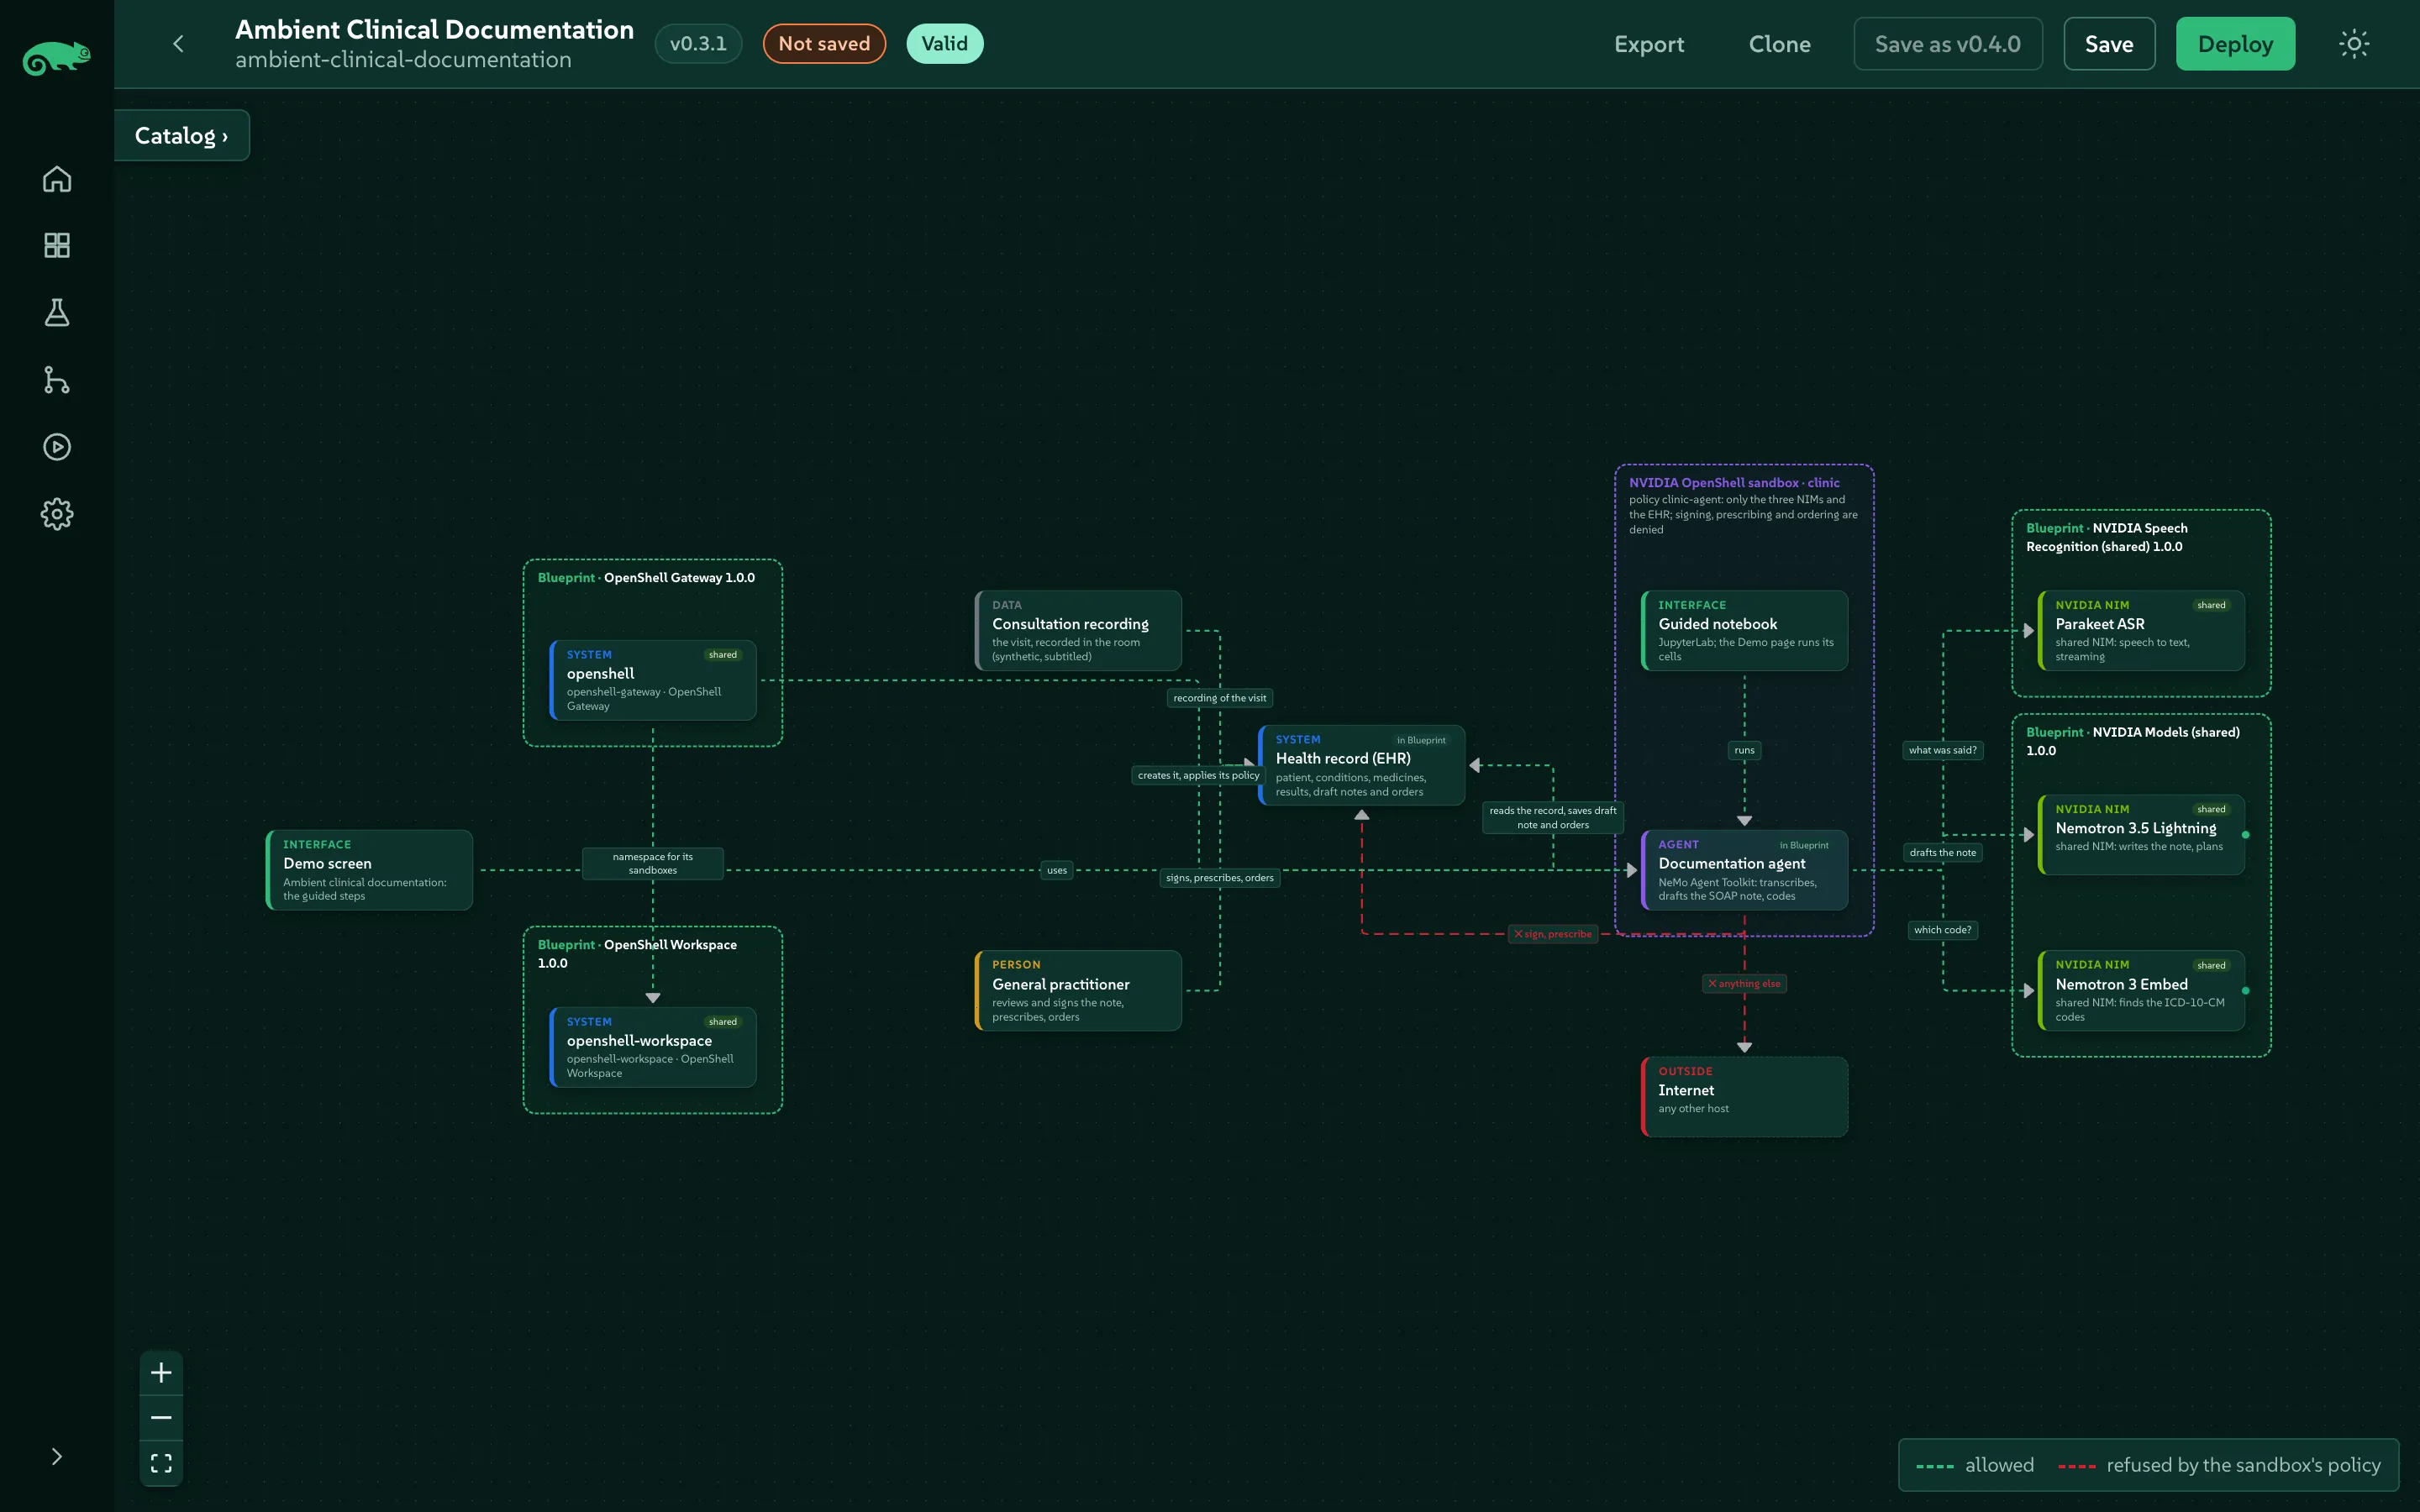 Ambient Clinical Documentation
ambient-clinical-documentation
v0.3.1
Not saved
Valid
Export
Clone
Save as v0.4.0
Save
Deploy
Catalog ›
NVIDIA OpenShell sandbox · clinic
policy clinic-agent: only the three NIMs and
the EHR; signing, prescribing and ordering are
denied
Blueprint · NVIDIA Speech
Recognition (shared) 1.0.0
Blueprint · OpenShell Gateway 1.0.0
DATA
Consultation recording
the visit, recorded in the room
(synthetic, subtitled)
INTERFACE
Guided notebook
JupyterLab; the Demo page runs its
cells
NVIDIA NIM
shared
Parakeet ASR
shared NIM: speech to text,
streaming
SYSTEM
shared
openshell
openshell-gateway · OpenShell
Gateway
recording of the visit
Blueprint · NVIDIA Models (shared)
1.0.0
SYSTEM
in Blueprint
Health record (EHR)
patient, conditions, medicines,
results, draft notes and orders
creates it, applies its policy
runs
what was said?
reads the record, saves draft
note and orders
NVIDIA NIM
shared
Nemotron 3.5 Lightning
shared NIM: writes the note, plans
INTERFACE
Demo screen
Ambient clinical documentation:
the guided steps
namespace for its
sandboxes
uses
signs, prescribes, orders
AGENT
in Blueprint
Documentation agent
NeMo Agent Toolkit: transcribes,
drafts the SOAP note, codes
drafts the note
which code?
✕ sign, prescribe
Blueprint · OpenShell Workspace
1.0.0
PERSON
General practitioner
reviews and signs the note,
prescribes, orders
✕ anything else
NVIDIA NIM
shared
Nemotron 3 Embed
shared NIM: finds the ICD-10-CM
codes
SYSTEM
shared
openshell-workspace
openshell-workspace · OpenShell
Workspace
OUTSIDE
Internet
any other host
allowed
refused by the sandbox's policy